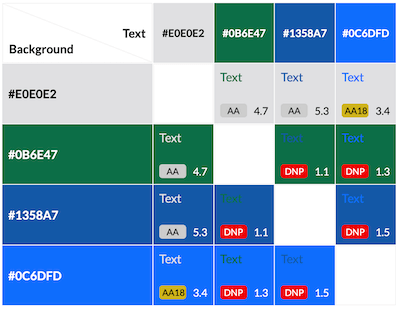 Text
Background
#E0E0E2
#0B6E47
#1358A7
#0C6DFD
#E0E0E2
Text
AA 4.7
Text
AA 5.3
Text
AA18 3.4
#0B6E47
Text
AA 4.7
Text
DNP 1.1
Text
DNP 1.3
#1358A7
Text
AA 5.3
Text
DNP 1.1
Text
DNP 1.5
#0C6DFD
Text
AA18 3.4
Text
DNP 1.3
Text
DNP 1.5